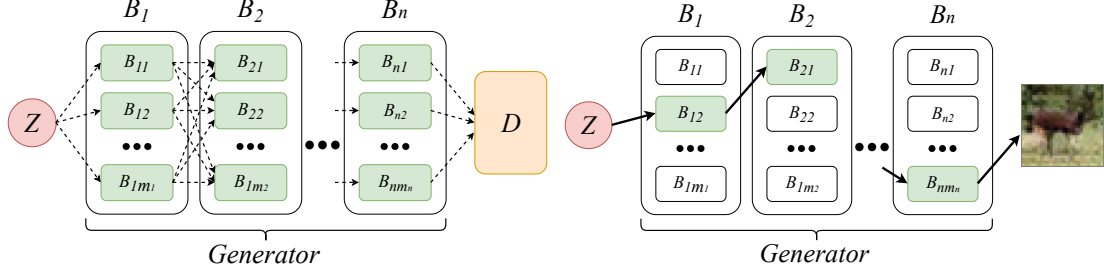 B1 B2 Bn
B11 B21 Bn1
Z B12 B22 Bn2 D
••• ••• ••• •••
B1m1 B1m2 Bnmn
Generator
B1 B2 Bn
B11 B21 Bn1
Z B12 B22 Bn2
••• ••• ••• •••
B1m1 B1m2 Bnmn
Generator